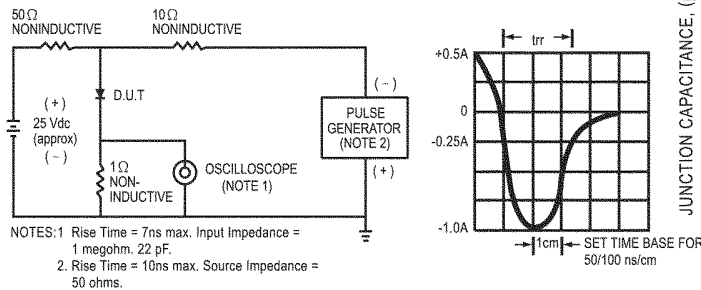 50Ω
NONINDUCTIVE
10Ω
NONINDUCTIVE
(+)
25 Vdc
(approx)
(−)
D.U.T
1Ω
NON-
INDUCTIVE
OSCILLOSCOPE
(NOTE 1)
(−)
PULSE
GENERATOR
(NOTE 2)
(+)
NOTES:1 Rise Time = 7ns max. Input Impedance =
1 megohm. 22 pF.
2. Rise Time = 10ns max. Source Impedance =
50 ohms.
trr
+0.5A
0
-0.25A
-1.0A
1cm
SET TIME BASE FOR
50/100 ns/cm
JUNCTION CAPACITANCE, (